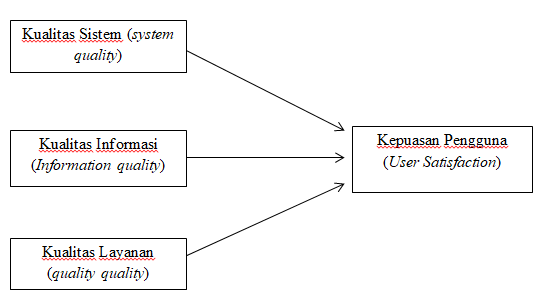 Kualitas Sistem (system
quality)
Kualitas Informasi
(Information quality)
Kepuasan Pengguna
(User Satisfaction)
Kualitas Layanan
(quality quality)